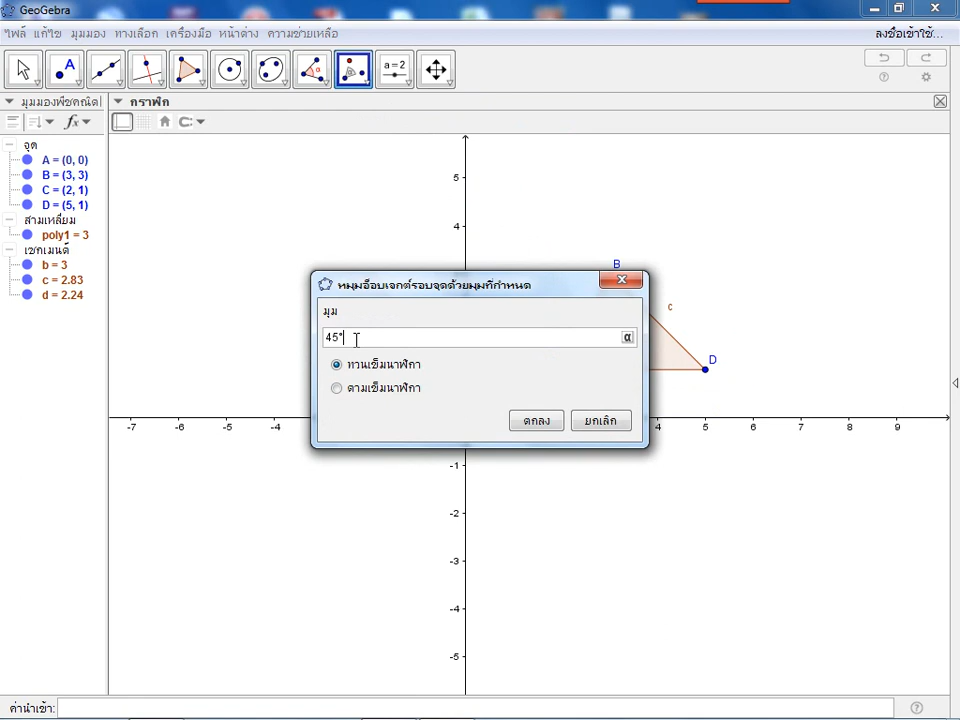 GeoGebra
ไฟล์ แก้ไข มุมมอง ทางเลือก เครื่องมือ หน้าต่าง ความช่วยเหลือ
ลงชื่อเข้าใช้...
A
α
a = 2
มุมมองพีชคณิต
กราฟิก
fx
จุด
A = (0, 0)
B = (3, 3)
C = (2, 1)
D = (5, 1)
สามเหลี่ยม
poly1 = 3
เซกเมนต์
b = 3
c = 2.83
d = 2.24
5
4
B
c
D
หมุนอ็อบเจกต์รอบจุดด้วยมุมที่กำหนด
มุม
45°
α
ทวนเข็มนาฬิกา
ตามเข็มนาฬิกา
ตกลง
ยกเลิก
-7 -6 -5 -4 4 5 6 7 8 9
-1
-2
-3
-4
-5
ค่านำเข้า: